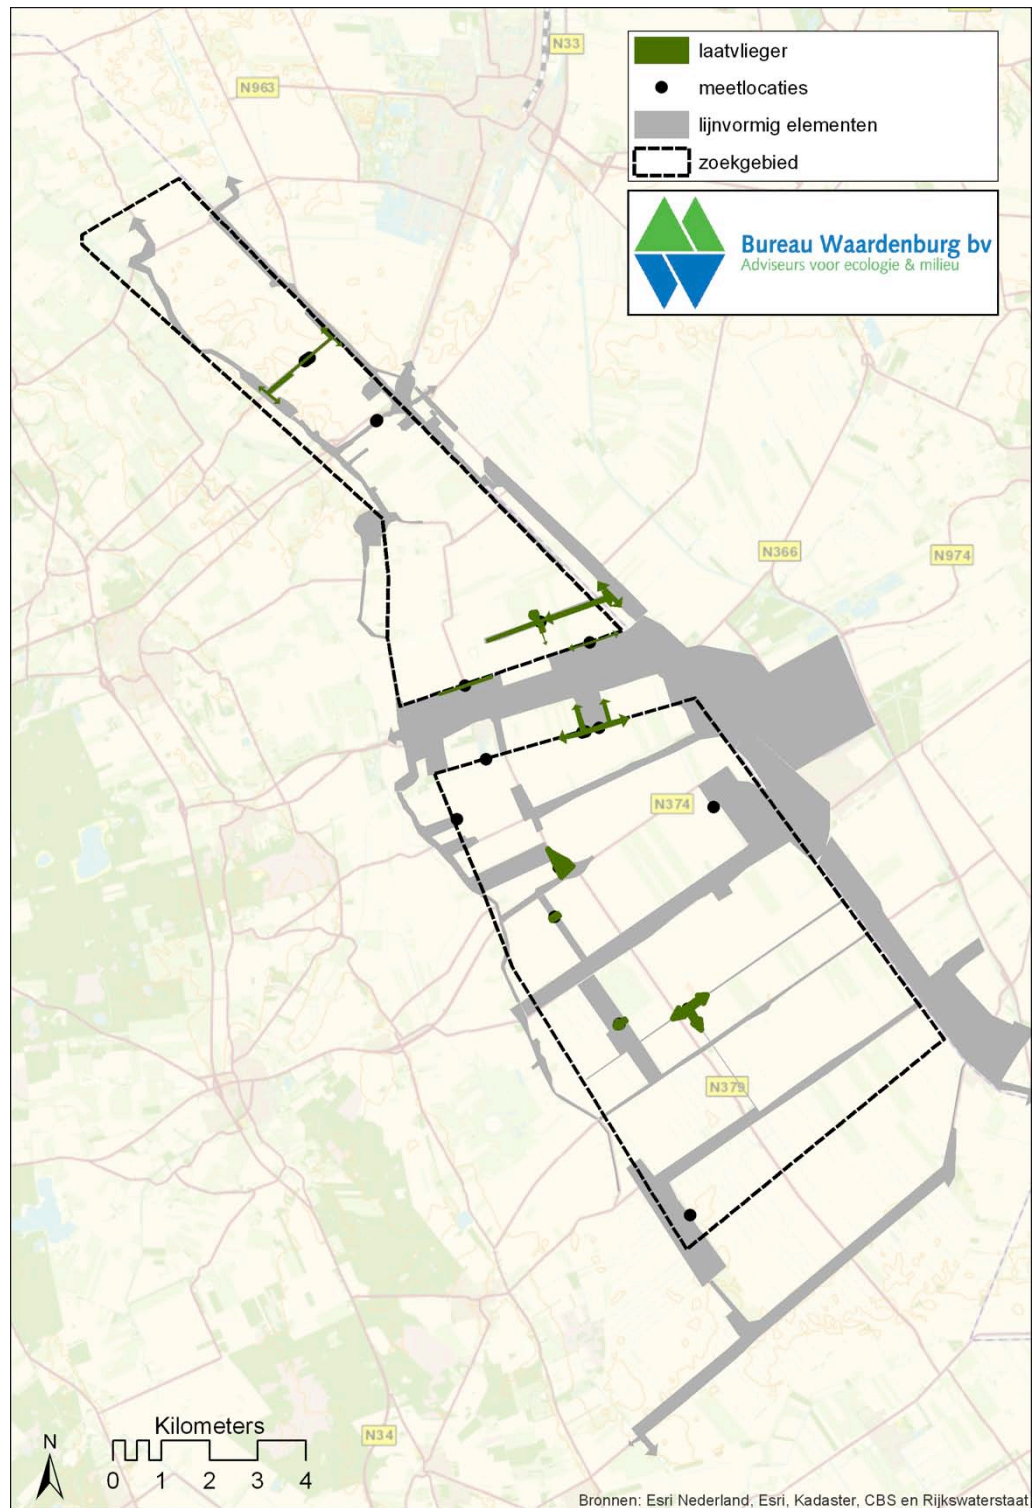 N33
N963
laatvlieger
meetlocaties
lijnvormig elementen
zoekgebied
Bureau Waardenburg bv
Adviseurs voor ecologie & milieu
N366
N974
N374
N379
N34
Kilometers
N
0 1 2 3 4
Bronnen: Esri Nederland, Esri, Kadaster, CBS en Rijkswaterstaat